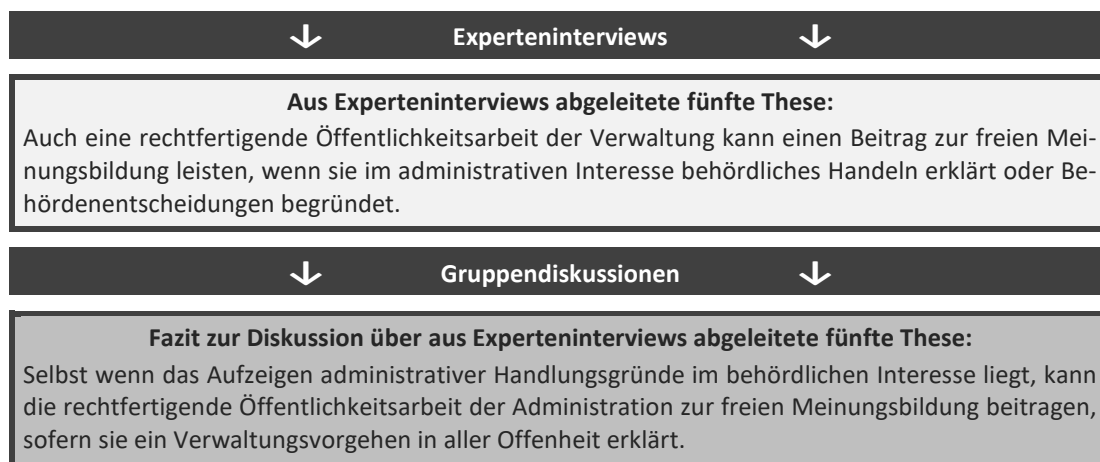 ↓ Experteninterviews ↓
Aus Experteninterviews abgeleitete fünfte These:
Auch eine rechtfertigende Öffentlichkeitsarbeit der Verwaltung kann einen Beitrag zur freien Mei-
nungsbildung leisten, wenn sie im administrativen Interesse behördliches Handeln erklärt oder Be-
hördenentscheidungen begründet.
↓ Gruppendiskussionen ↓
Fazit zur Diskussion über aus Experteninterviews abgeleitete fünfte These:
Selbst wenn das Aufzeigen administrativer Handlungsgründe im behördlichen Interesse liegt, kann
die rechtfertigende Öffentlichkeitsarbeit der Administration zur freien Meinungsbildung beitragen,
sofern sie ein Verwaltungsvorgehen in aller Offenheit erklärt.